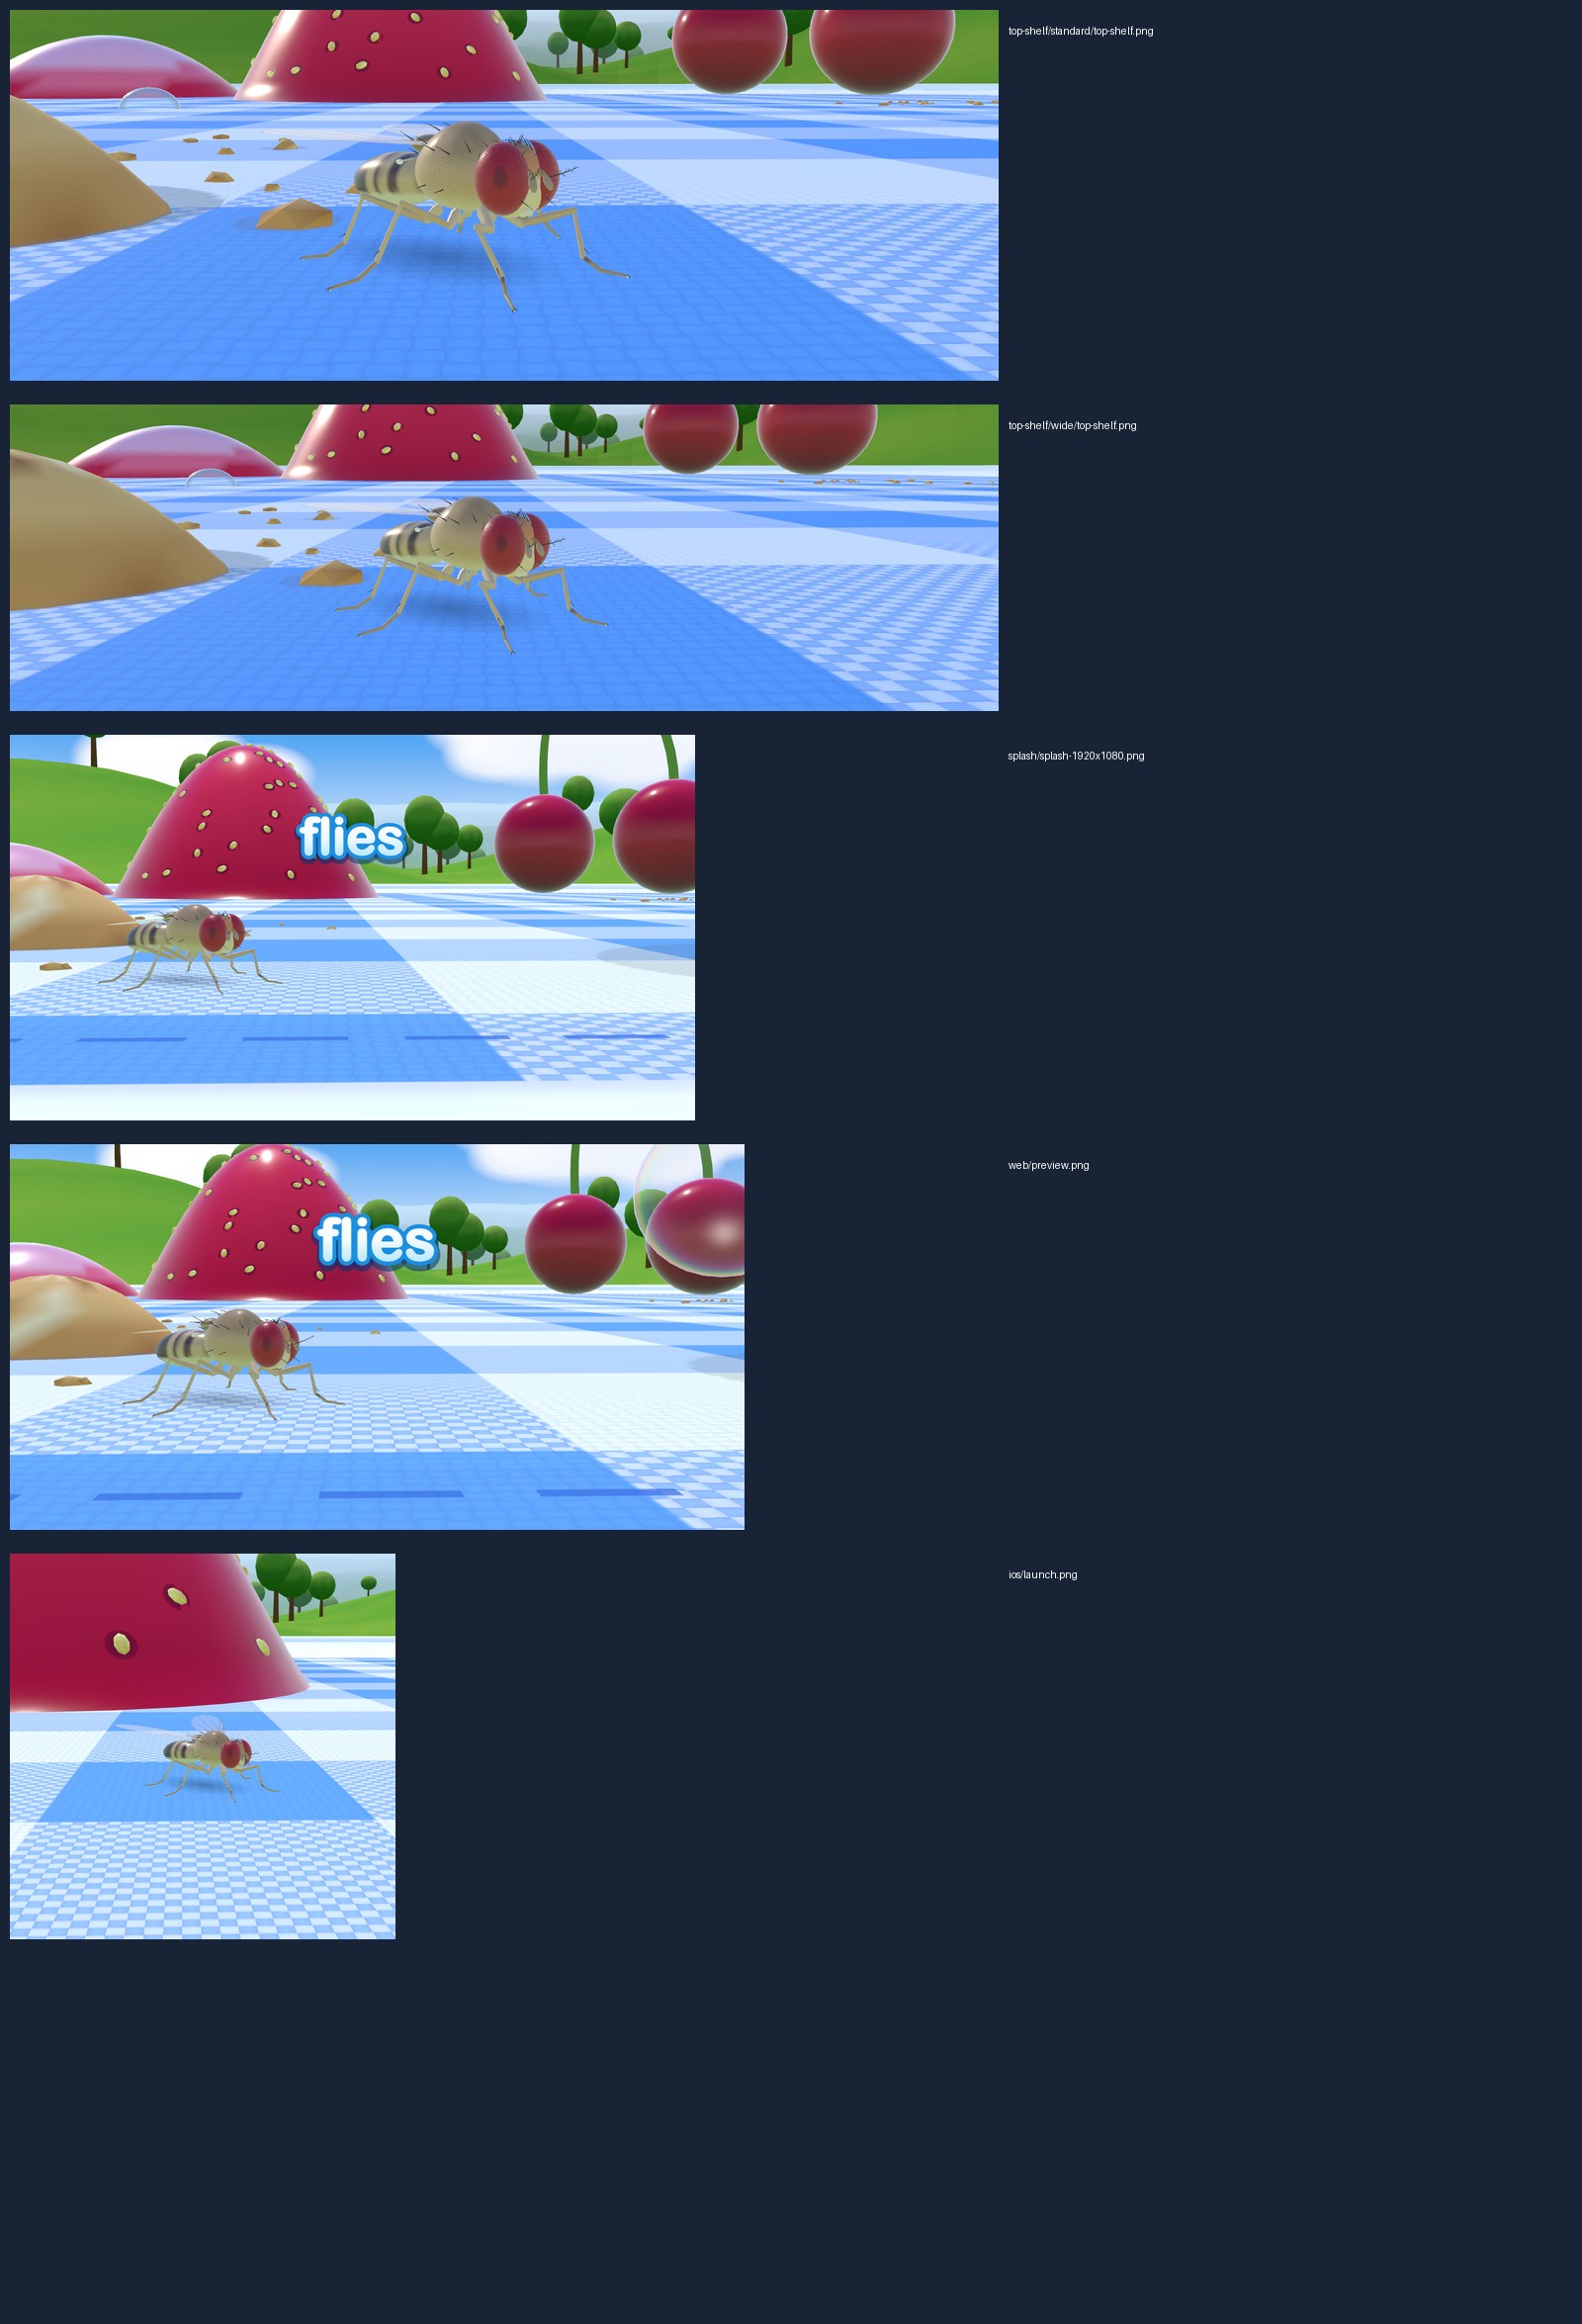 top-shelf/standard/top-shelf.png
top-shelf/wide/top-shelf.png
splash/splash-1920x1080.png
flies
web/preview.png
flies
ios/launch.png